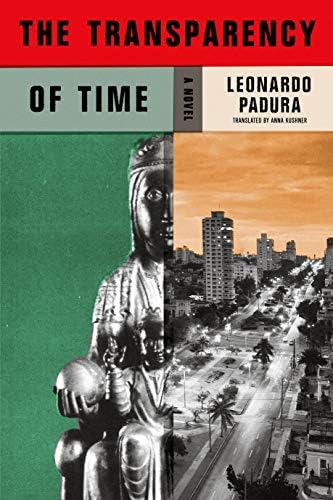 THE TRANSPARENCY
OF TIME
A NOVEL
LEONARDO
PADURA
TRANSLATED BY ANNA KUSHNER